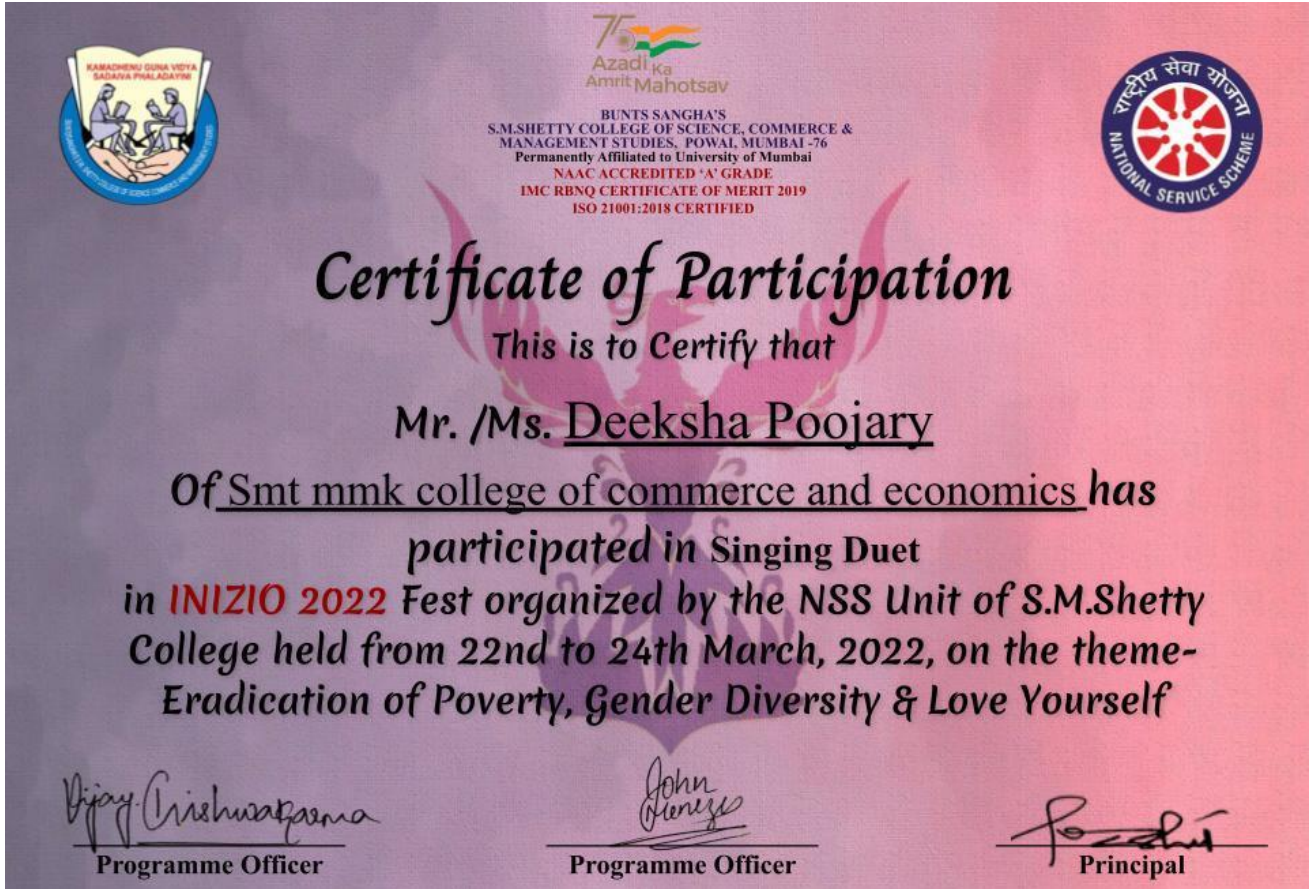 KAMADHENU GUNA VIDYA
SADAIVA PHALADAYINI
75
Azadi Ka
Amrit Mahotsav
BUNTS SANGHA'S
S.M.SHETTY COLLEGE OF SCIENCE, COMMERCE &
MANAGEMENT STUDIES, POWAI, MUMBAI -76
Permanently Affiliated to University of Mumbai
NAAC ACCREDITED ‘A’ GRADE
IMC RBNQ CERTIFICATE OF MERIT 2019
ISO 21001:2018 CERTIFIED
राष्ट्रीय सेवा योजना
NATIONAL SERVICE SCHEME
Certificate of Participation
This is to Certify that
Mr. /Ms. Deeksha Poojary
Of Smt mmk college of commerce and economics has
participated in Singing Duet
in INIZIO 2022 Fest organized by the NSS Unit of S.M.Shetty
College held from 22nd to 24th March, 2022, on the theme-
Eradication of Poverty, Gender Diversity & Love Yourself
Vijay
John
Programme Officer
Programme Officer
Principal